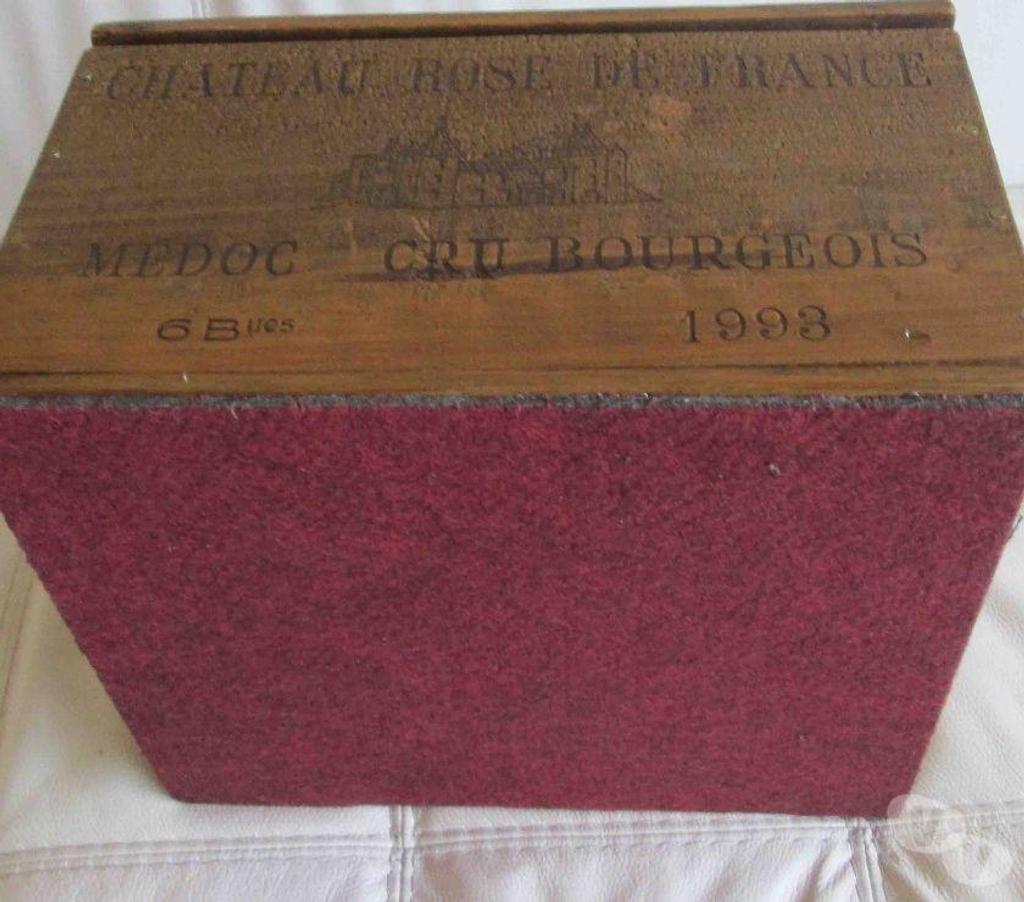 CHATEAU ROSE DE FRANCE
MEDOC CRU BOURGEOIS
6 Blles 1993